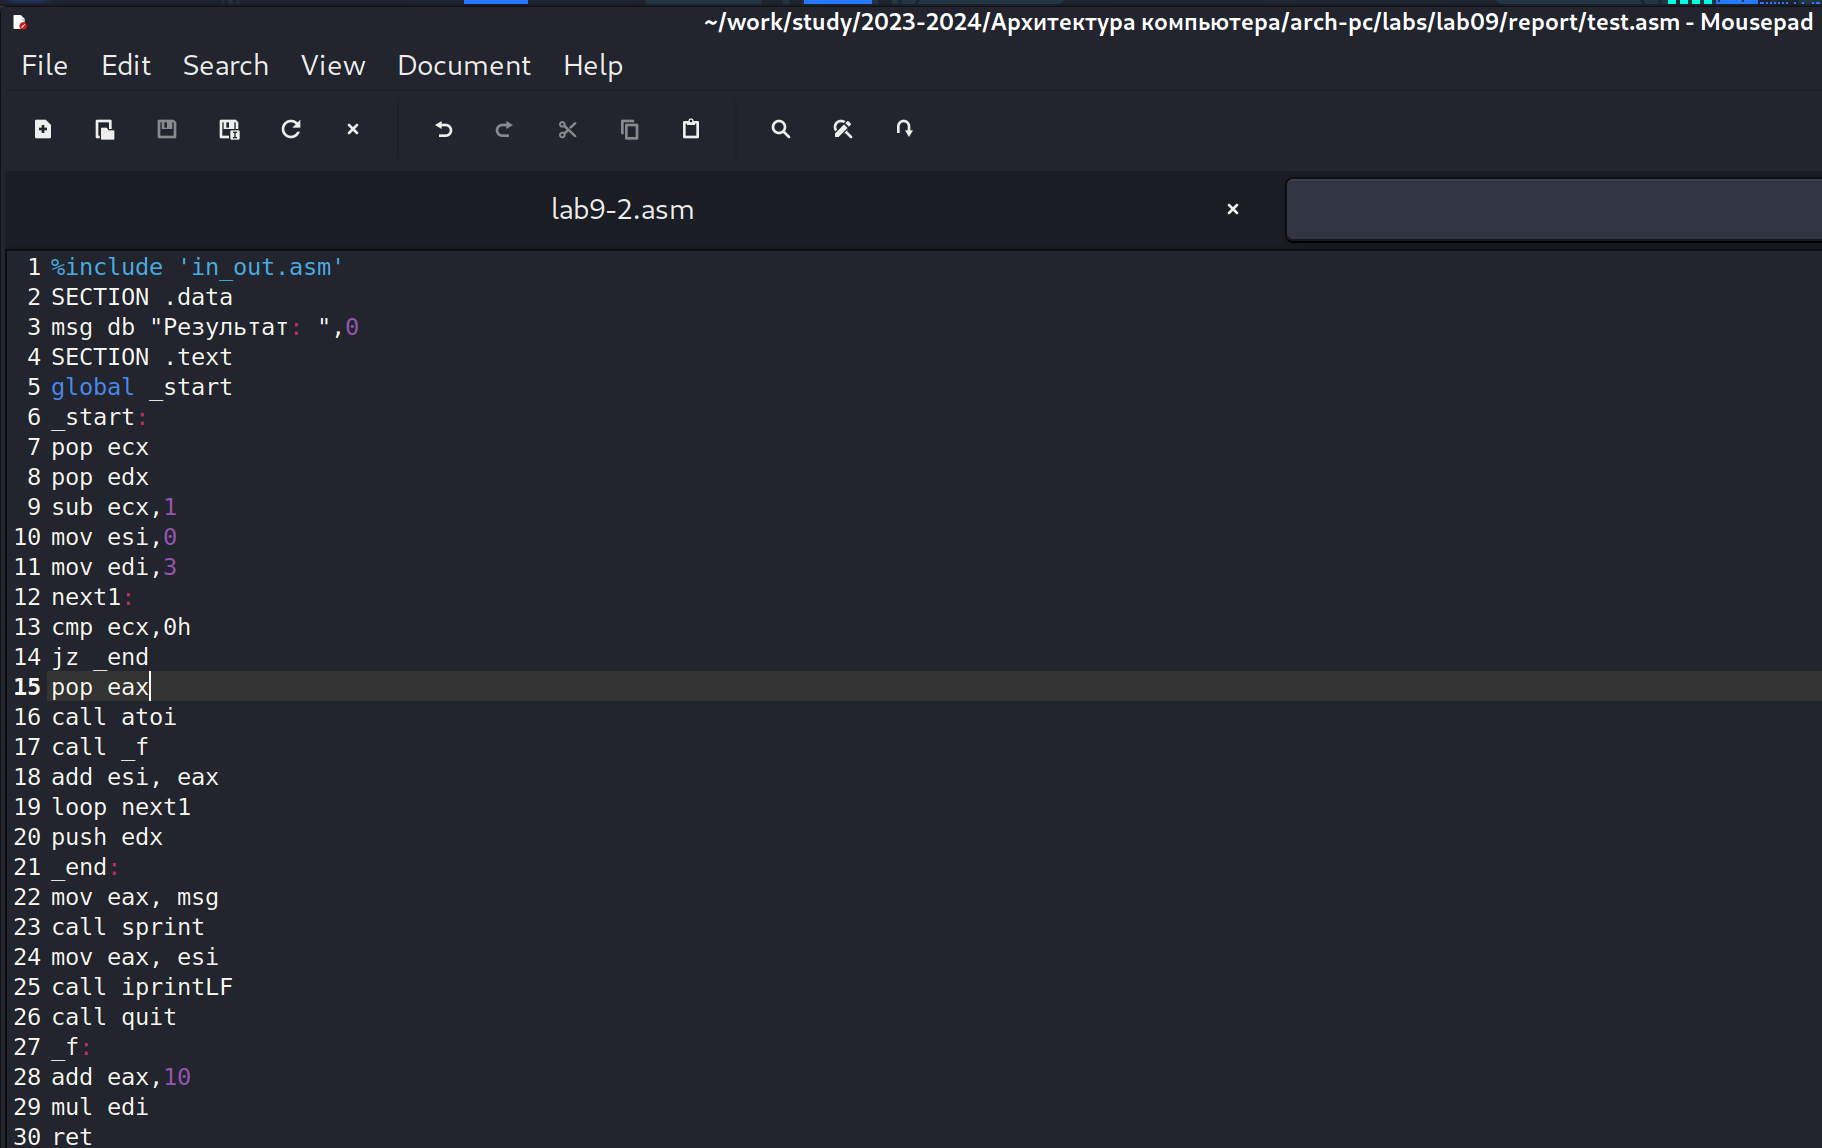 ~/work/study/2023-2024/Архитектура компьютера/arch-pc/labs/lab09/report/test.asm - Mousepad
File Edit Search View Document Help
lab9-2.asm
1 %include 'in_out.asm'
2 SECTION .data
3 msg db "Результат: ",0
4 SECTION .text
5 global _start
6 _start:
7 pop ecx
8 pop edx
9 sub ecx,1
10 mov esi,0
11 mov edi,3
12 next1:
13 cmp ecx,0h
14 jz _end
15 pop eax
16 call atoi
17 call _f
18 add esi, eax
19 loop next1
20 push edx
21 _end:
22 mov eax, msg
23 call sprint
24 mov eax, esi
25 call iprintLF
26 call quit
27 _f:
28 add eax,10
29 mul edi
30 ret